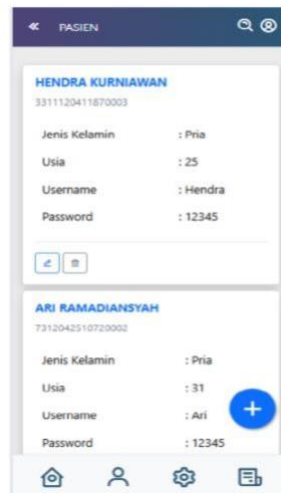 PASIEN
HENDRA KURNIAWAN
3311120411870003
Jenis Kelamin : Pria
Usia : 25
Username : Hendra
Password : 12345
ARI RAMADIANSYAH
7312042510720002
Jenis Kelamin : Pria
Usia : 31
Username : Ari
Password : 12345